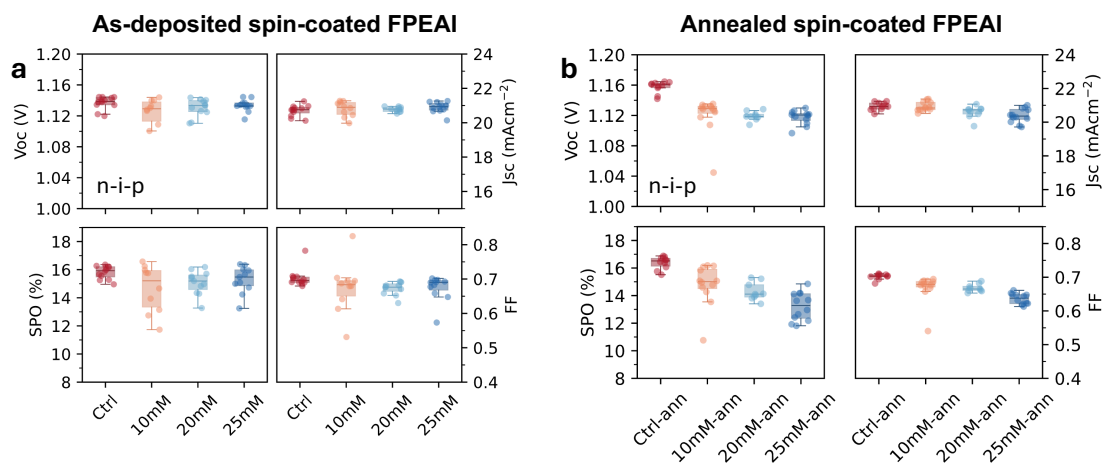 As-deposited spin-coated FPEAI
Annealed spin-coated FPEAI
a
1.20
1.16
1.12
1.08
1.04
1.00
Voc (V)
n-i-p
24
22
20
18
16
Jsc (mAcm⁻²)
18
16
14
12
10
8
SPO (%)
0.8
0.7
0.6
0.5
0.4
FF
Ctrl
10mM
20mM
25mM
Ctrl
10mM
20mM
25mM
b
1.20
1.16
1.12
1.08
1.04
1.00
Voc (V)
n-i-p
24
22
20
18
16
Jsc (mAcm⁻²)
18
16
14
12
10
8
SPO (%)
0.8
0.7
0.6
0.5
0.4
FF
Ctrl-ann
10mM-ann
20mM-ann
25mM-ann
Ctrl-ann
10mM-ann
20mM-ann
25mM-ann